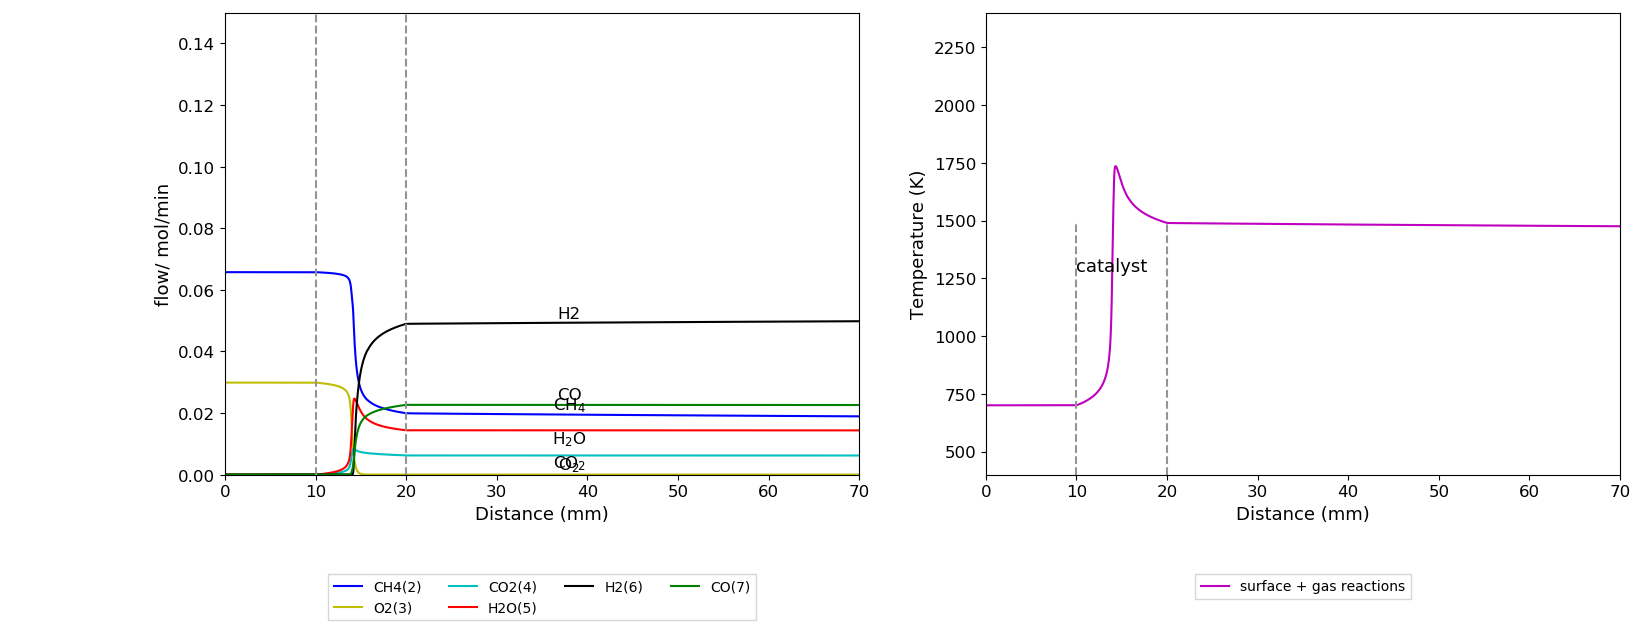 0.14
0.12
0.10
0.08
0.06
0.04
0.02
0.00
flow/ mol/min
H2
CO
CH₄
H₂O
CO₂
O₂
0 10 20 30 40 50 60 70
Distance (mm)
CH4(2) CO2(4) H2(6) CO(7)
O2(3) H2O(5)
2250
2000
1750
1500
1250
1000
750
500
Temperature (K)
catalyst
0 10 20 30 40 50 60 70
Distance (mm)
surface + gas reactions